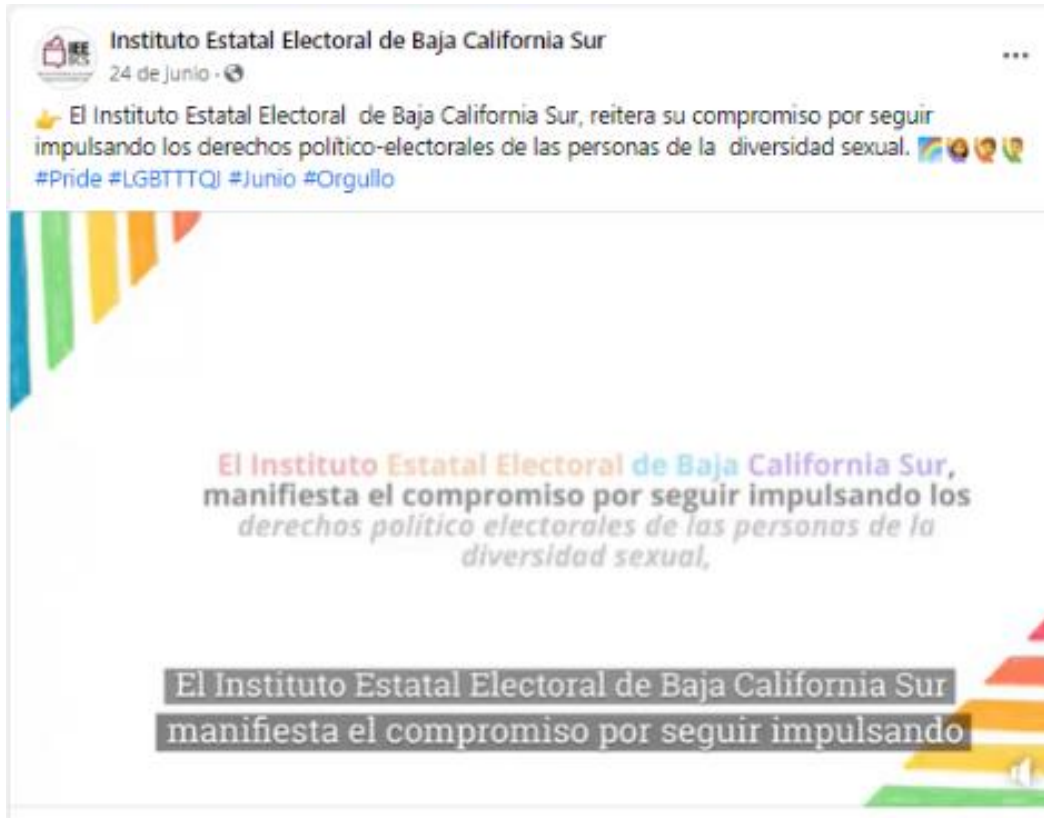 Instituto Estatal Electoral de Baja California Sur
24 de junio ·
IEE
BCS
👉 El Instituto Estatal Electoral de Baja California Sur, reitera su compromiso por seguir
impulsando los derechos político-electorales de las personas de la diversidad sexual.
#Pride #LGBTTTQI #Junio #Orgullo
El Instituto Estatal Electoral de Baja California Sur,
manifiesta el compromiso por seguir impulsando los
derechos político electorales de las personas de la
diversidad sexual,
El Instituto Estatal Electoral de Baja California Sur
manifiesta el compromiso por seguir impulsando